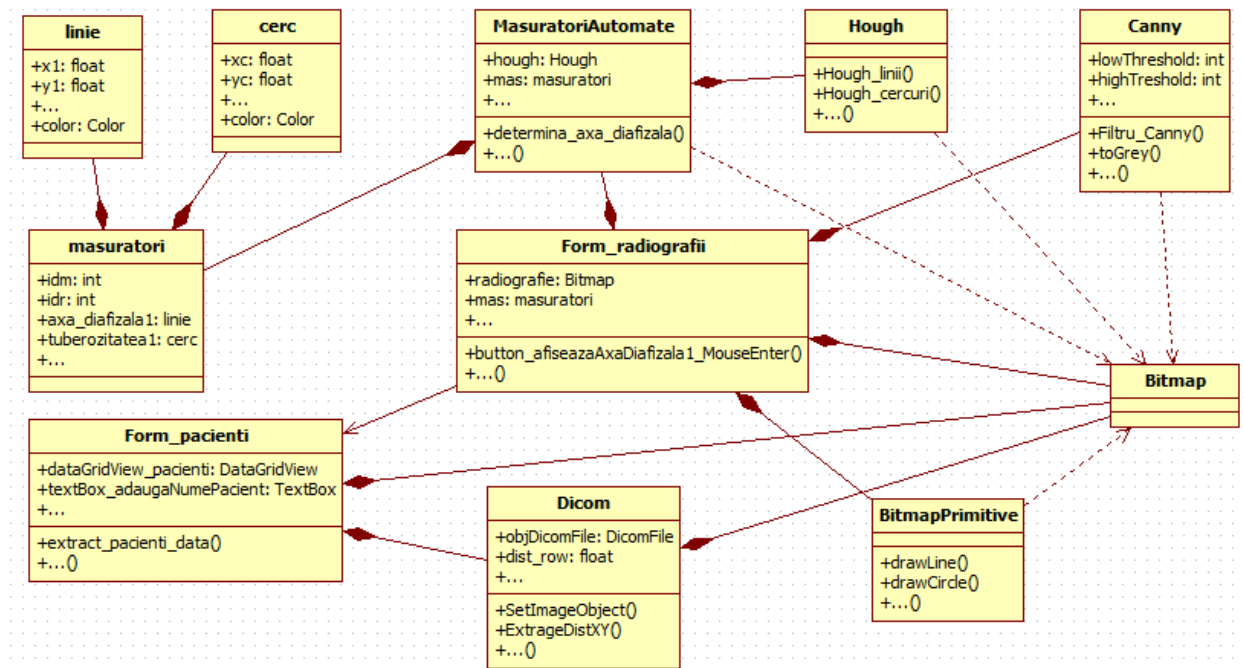 linie
+x1: float
+y1: float
+...
+color: Color
cerc
+xc: float
+yc: float
+...
+color: Color
MasuratoriAutomate
+hough: Hough
+mas: masuratori
+...
+determina_axa_diafizala()
+...()
Hough
+Hough_linii()
+Hough_cercuri()
+...()
Canny
+lowThreshold: int
+highTreshold: int
+...
+Filtru_Canny()
+toGrey()
+...()
masuratori
+idm: int
+idr: int
+axa_diafizala1: linie
+tuberozitatea1: cerc
+...
Form_radiografii
+radiografie: Bitmap
+mas: masuratori
+...
+button_afiseazaAxaDiafizala1_MouseEnter()
+...()
Bitmap
Form_pacienti
+dataGridView_pacienti: DataGridView
+textBox_adaugaNumePacient: TextBox
+...
+extract_pacienti_data()
+...()
Dicom
+objDicomFile: DicomFile
+dist_row: float
+...
+SetImageObject()
+ExtrageDistXY()
+...()
BitmapPrimitive
+drawLine()
+drawCircle()
+...()